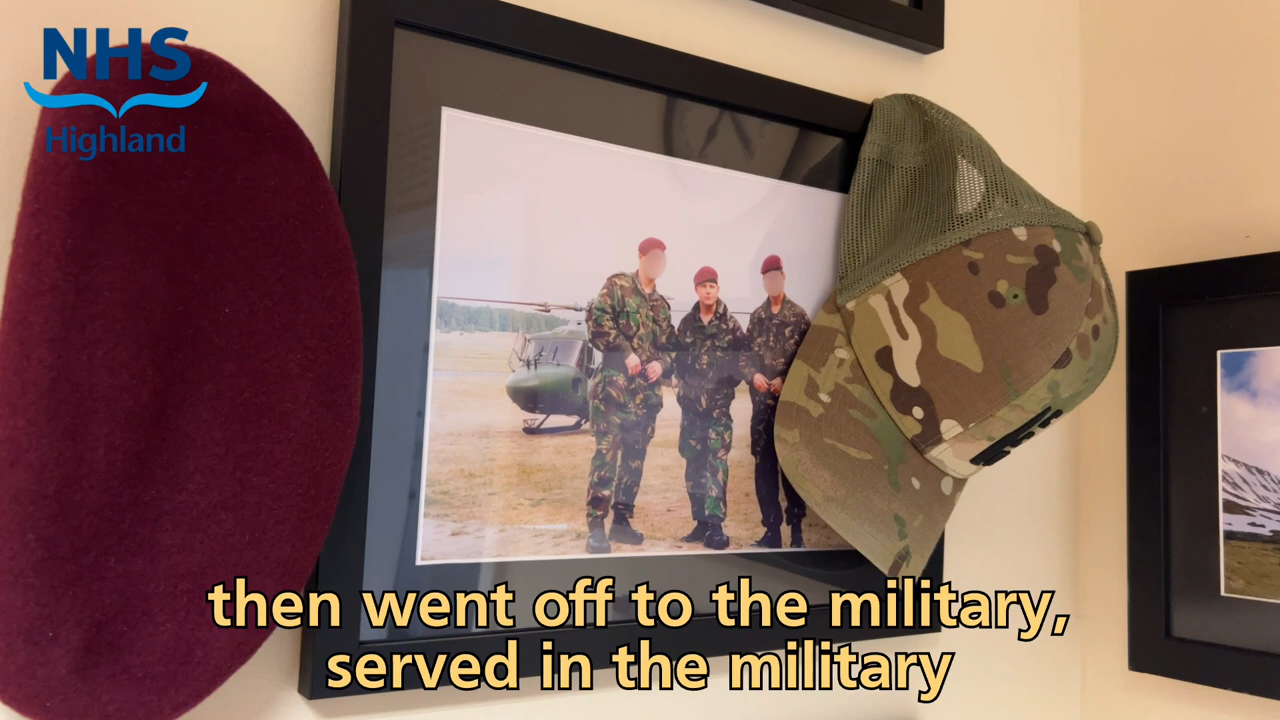 NHS
Highland
then went off to the military,
served in the military